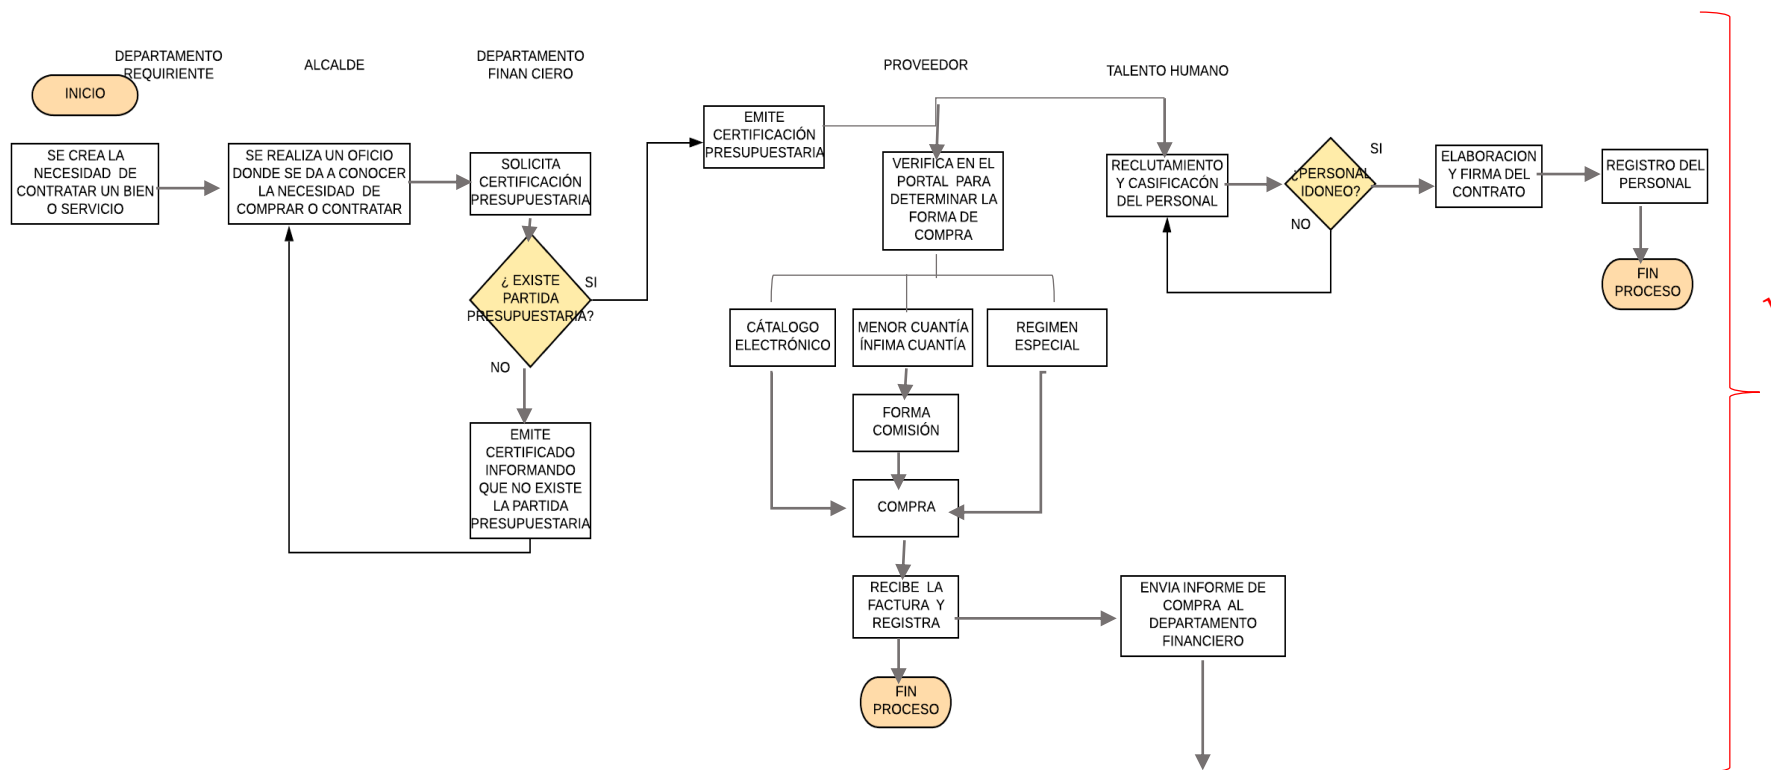 DEPARTAMENTO
REQUIRIENTE
ALCALDE
DEPARTAMENTO
FINAN CIERO
PROVEEDOR
TALENTO HUMANO
INICIO
SE CREA LA
NECESIDAD DE
CONTRATAR UN BIEN
O SERVICIO
SE REALIZA UN OFICIO
DONDE SE DA A CONOCER
LA NECESIDAD DE
COMPRAR O CONTRATAR
SOLICITA
CERTIFICACIÓN
PRESUPUESTARIA
¿ EXISTE
PARTIDA
PRESUPUESTARIA?
SI
NO
EMITE
CERTIFICADO
INFORMANDO
QUE NO EXISTE
LA PARTIDA
PRESUPUESTARIA
EMITE
CERTIFICACIÓN
PRESUPUESTARIA
VERIFICA EN EL
PORTAL PARA
DETERMINAR LA
FORMA DE
COMPRA
CÁTALOGO
ELECTRÓNICO
MENOR CUANTÍA
ÍNFIMA CUANTÍA
REGIMEN
ESPECIAL
FORMA
COMISIÓN
COMPRA
RECIBE LA
FACTURA Y
REGISTRA
FIN
PROCESO
ENVIA INFORME DE
COMPRA AL
DEPARTAMENTO
FINANCIERO
RECLUTAMIENTO
Y CASIFICACÓN
DEL PERSONAL
¿PERSONAL
IDONEO?
SI
NO
ELABORACION
Y FIRMA DEL
CONTRATO
REGISTRO DEL
PERSONAL
FIN
PROCESO